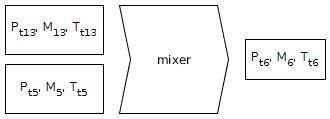 Pt13, M13, Tt13
Pt5, M5, Tt5
mixer
Pt6, M6, Tt6